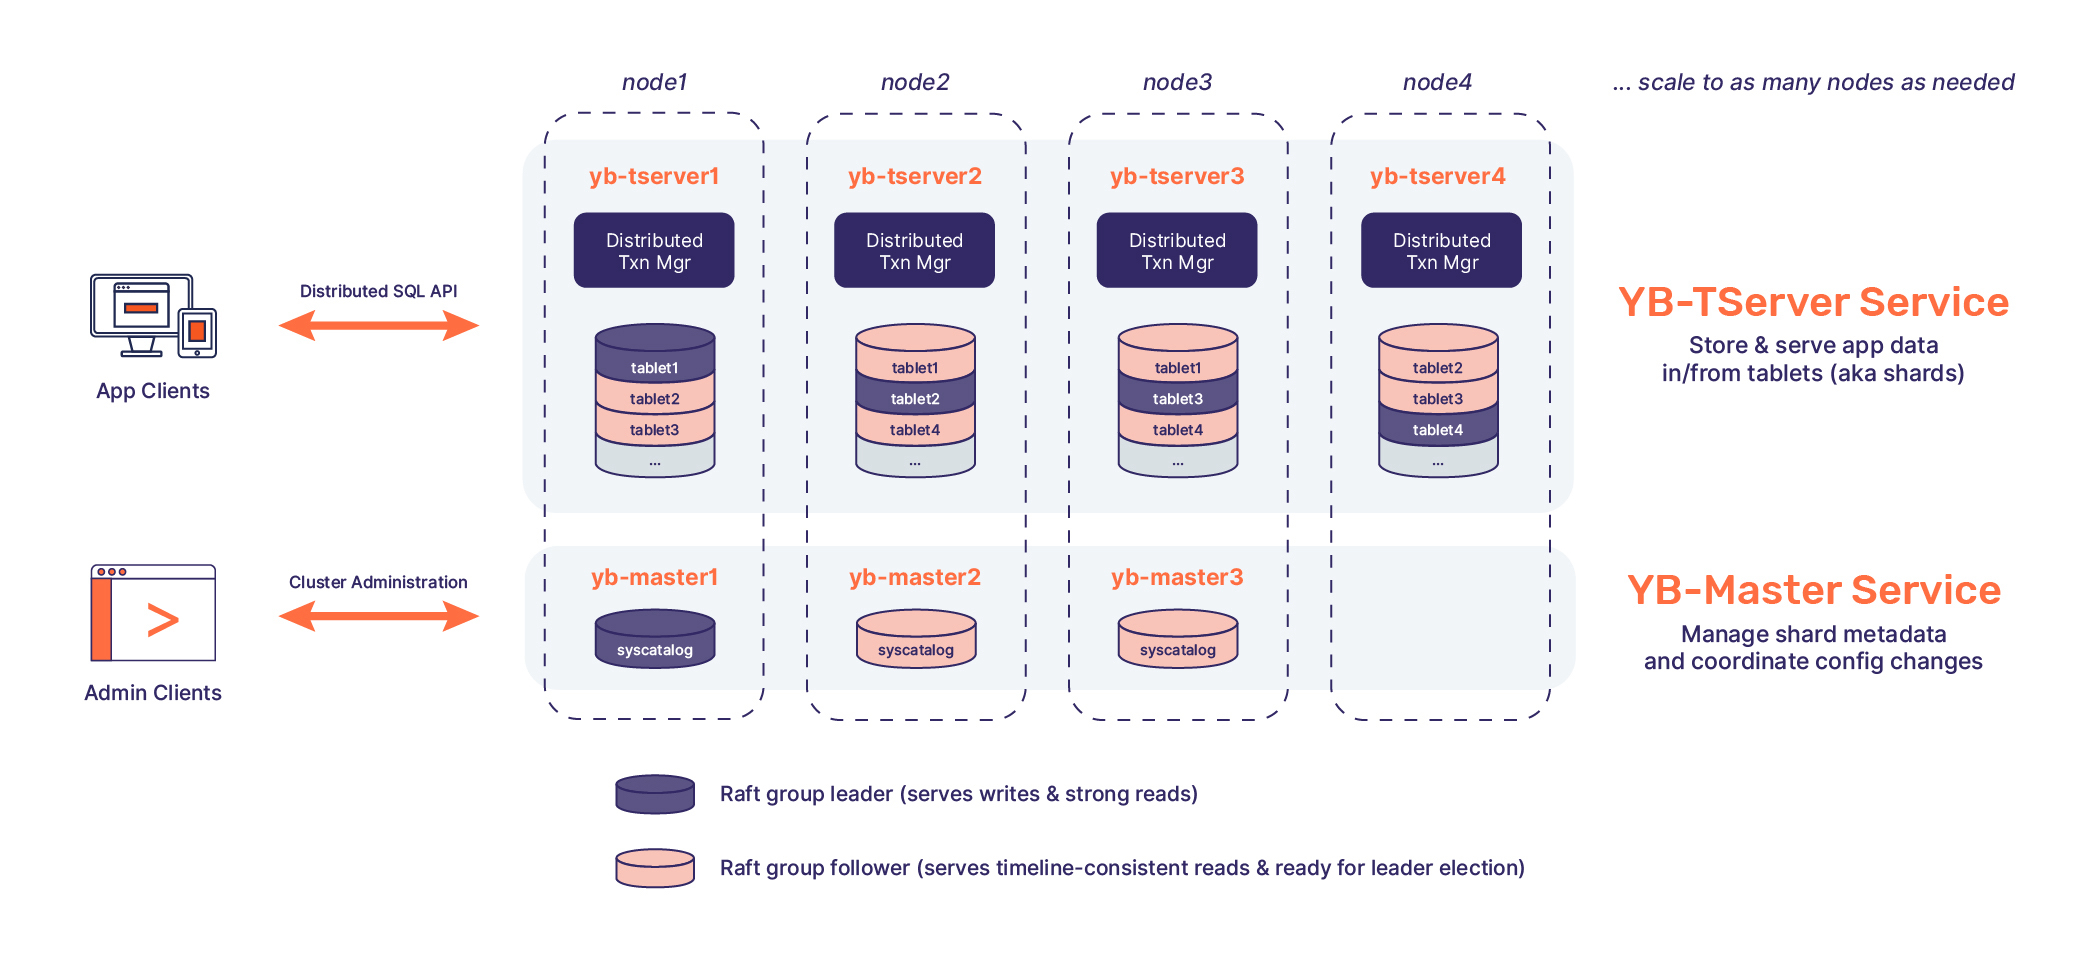 node1
node2
node3
node4
... scale to as many nodes as needed
yb-tserver1
yb-tserver2
yb-tserver3
yb-tserver4
Distributed
Txn Mgr
Distributed
Txn Mgr
Distributed
Txn Mgr
Distributed
Txn Mgr
Distributed SQL API
App Clients
tablet1
tablet2
tablet3
...
tablet1
tablet2
tablet4
...
tablet1
tablet3
tablet4
...
tablet2
tablet3
tablet4
...
YB-TServer Service
Store & serve app data
in/from tablets (aka shards)
Cluster Administration
>
Admin Clients
yb-master1
syscatalog
yb-master2
syscatalog
yb-master3
syscatalog
YB-Master Service
Manage shard metadata
and coordinate config changes
Raft group leader (serves writes & strong reads)
Raft group follower (serves timeline-consistent reads & ready for leader election)